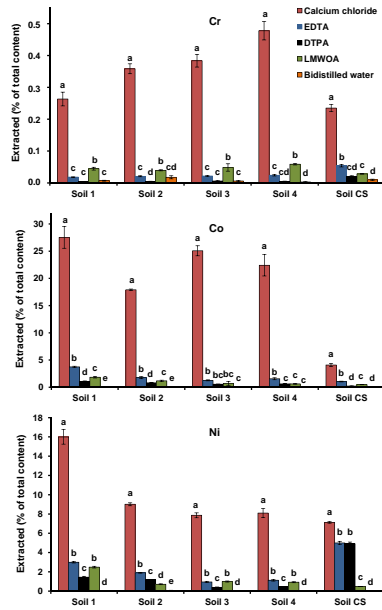 Cr
Calcium chloride
EDTA
DTPA
LMWOA
Bidistilled water
Extracted (% of total content)
0.6
0.5
0.4
0.3
0.2
0.1
0.0
a
c c b c
a
c d b cd
a
c c b c
a
c c b c
a
b c c d
Soil 1 Soil 2 Soil 3 Soil 4 Soil CS
Co
Extracted (% of total content)
30
25
20
15
10
5
0
a
b d c e
a
b d c e
a
b bc bc c
a
b c c d
a
b d c d
Soil 1 Soil 2 Soil 3 Soil 4 Soil CS
Ni
Extracted (% of total content)
16
14
12
10
8
6
4
2
0
a
b c b d
a
b c d e
a
b c b d
a
b c b d
a
b b c d
Soil 1 Soil 2 Soil 3 Soil 4 Soil CS